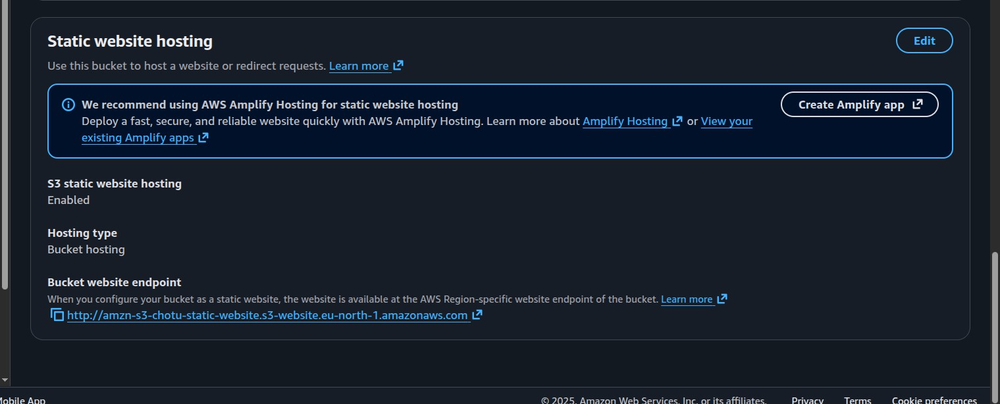 Static website hosting
Edit
Use this bucket to host a website or redirect requests. Learn more
We recommend using AWS Amplify Hosting for static website hosting
Create Amplify app
Deploy a fast, secure, and reliable website quickly with AWS Amplify Hosting. Learn more about Amplify Hosting or View your
existing Amplify apps
S3 static website hosting
Enabled
Hosting type
Bucket hosting
Bucket website endpoint
When you configure your bucket as a static website, the website is available at the AWS Region-specific website endpoint of the bucket. Learn more
http://amzn-s3-chotu-static-website.s3-website.eu-north-1.amazonaws.com
Mobile App
© 2025, Amazon Web Services, Inc. or its affiliates.
Privacy
Terms
Cookie preferences